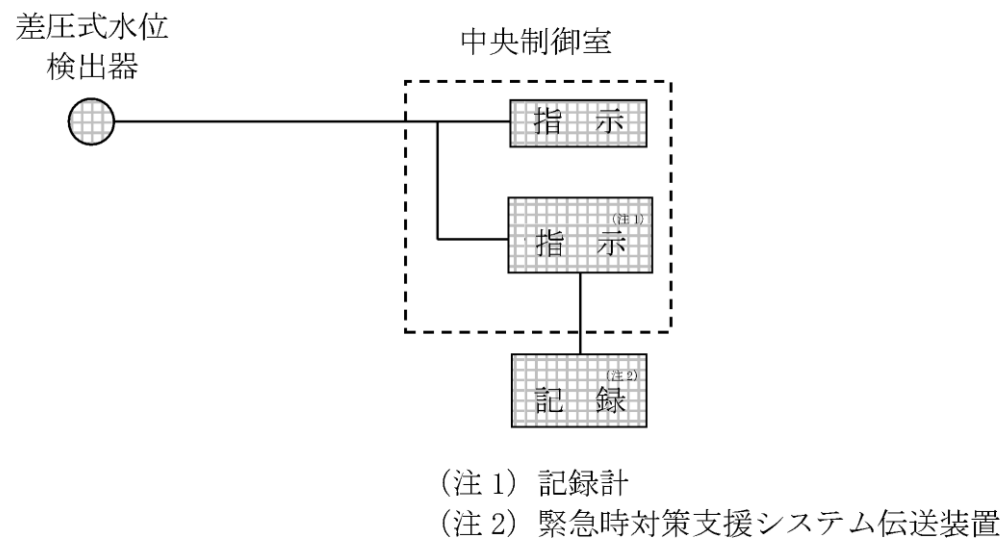 差圧式水位
検出器
中央制御室
指 示
(注1)
指 示
(注2)
記 録
(注 1) 記録計
(注 2) 緊急時対策支援システム伝送装置